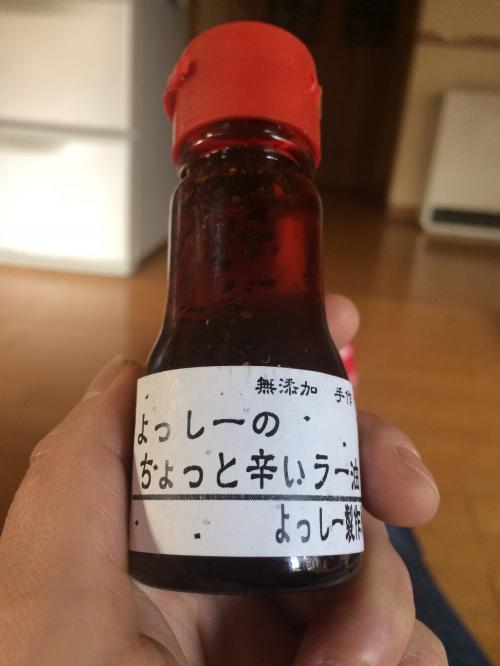 無添加 手作
よっしーの
ちょっと辛いラー油
よっしー製作